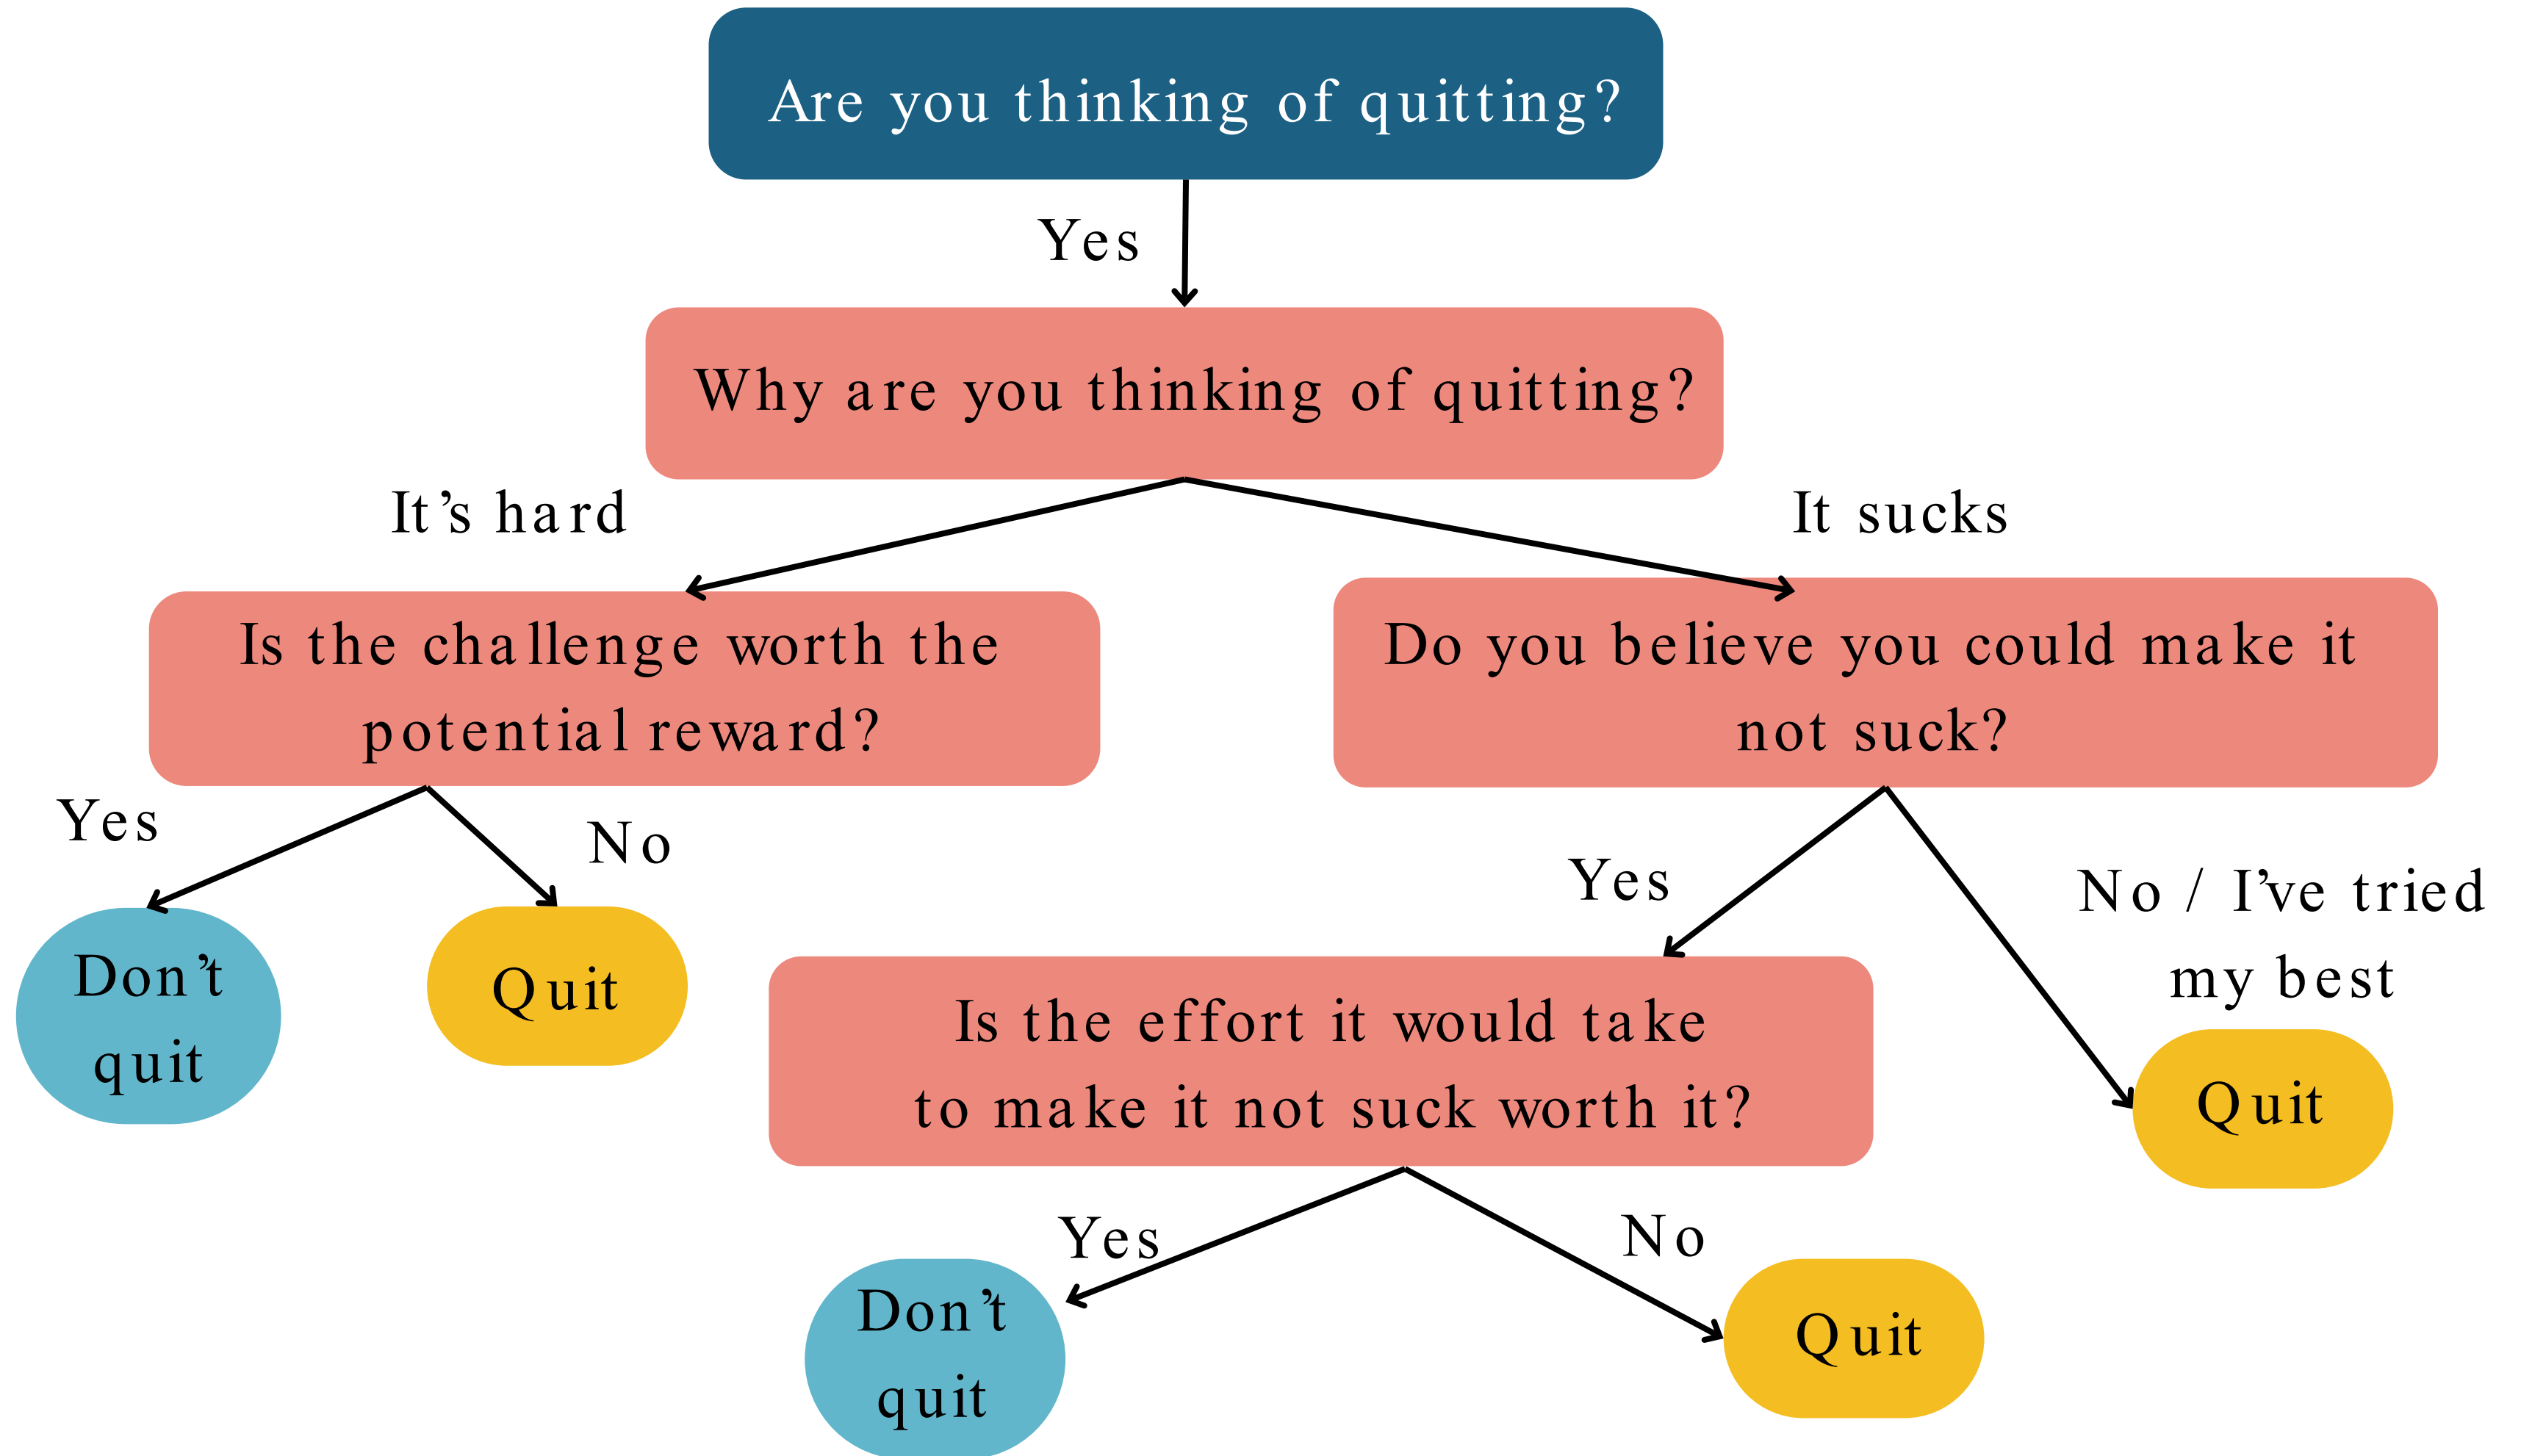 Are you thinking of quitting?
Yes
Why are you thinking of quitting?
It’s hard
It sucks
Is the challenge worth the
potential reward?
Do you believe you could make it
not suck?
Yes
No
Yes
No / I’ve tried
my best
Don’t
quit
Quit
Is the effort it would take
to make it not suck worth it?
Quit
Yes
No
Don’t
quit
Quit